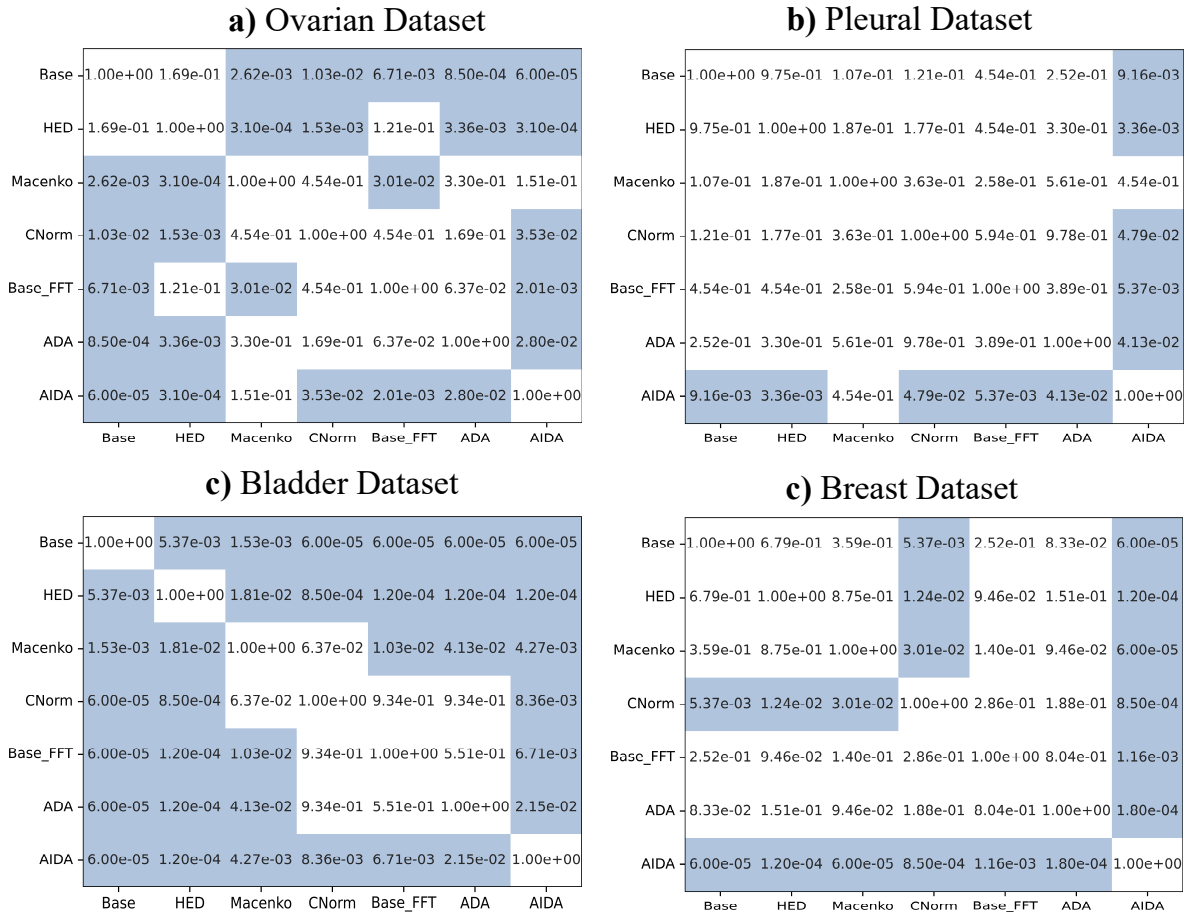 a) Ovarian Dataset
Base 1.00e+00 1.69e-01 2.62e-03 1.03e-02 6.71e-03 8.50e-04 6.00e-05
HED 1.69e-01 1.00e+00 3.10e-04 1.53e-03 1.21e-01 3.36e-03 3.10e-04
Macenko 2.62e-03 3.10e-04 1.00e+00 4.54e-01 3.01e-02 3.30e-01 1.51e-01
CNorm 1.03e-02 1.53e-03 4.54e-01 1.00e+00 4.54e-01 1.69e-01 3.53e-02
Base_FFT 6.71e-03 1.21e-01 3.01e-02 4.54e-01 1.00e+00 6.37e-02 2.01e-03
ADA 8.50e-04 3.36e-03 3.30e-01 1.69e-01 6.37e-02 1.00e+00 2.80e-02
AIDA 6.00e-05 3.10e-04 1.51e-01 3.53e-02 2.01e-03 2.80e-02 1.00e+00
Base HED Macenko CNorm Base_FFT ADA AIDA
b) Pleural Dataset
Base 1.00e+00 9.75e-01 1.07e-01 1.21e-01 4.54e-01 2.52e-01 9.16e-03
HED 9.75e-01 1.00e+00 1.87e-01 1.77e-01 4.54e-01 3.30e-01 3.36e-03
Macenko 1.07e-01 1.87e-01 1.00e+00 3.63e-01 2.58e-01 5.61e-01 4.54e-01
CNorm 1.21e-01 1.77e-01 3.63e-01 1.00e+00 5.94e-01 9.78e-01 4.79e-02
Base_FFT 4.54e-01 4.54e-01 2.58e-01 5.94e-01 1.00e+00 3.89e-01 5.37e-03
ADA 2.52e-01 3.30e-01 5.61e-01 9.78e-01 3.89e-01 1.00e+00 4.13e-02
AIDA 9.16e-03 3.36e-03 4.54e-01 4.79e-02 5.37e-03 4.13e-02 1.00e+00
Base HED Macenko CNorm Base_FFT ADA AIDA
c) Bladder Dataset
Base 1.00e+00 5.37e-03 1.53e-03 6.00e-05 6.00e-05 6.00e-05 6.00e-05
HED 5.37e-03 1.00e+00 1.81e-02 8.50e-04 1.20e-04 1.20e-04 1.20e-04
Macenko 1.53e-03 1.81e-02 1.00e+00 6.37e-02 1.03e-02 4.13e-02 4.27e-03
CNorm 6.00e-05 8.50e-04 6.37e-02 1.00e+00 9.34e-01 9.34e-01 8.36e-03
Base_FFT 6.00e-05 1.20e-04 1.03e-02 9.34e-01 1.00e+00 5.51e-01 6.71e-03
ADA 6.00e-05 1.20e-04 4.13e-02 9.34e-01 5.51e-01 1.00e+00 2.15e-02
AIDA 6.00e-05 1.20e-04 4.27e-03 8.36e-03 6.71e-03 2.15e-02 1.00e+00
Base HED Macenko CNorm Base_FFT ADA AIDA
c) Breast Dataset
Base 1.00e+00 6.79e-01 3.59e-01 5.37e-03 2.52e-01 8.33e-02 6.00e-05
HED 6.79e-01 1.00e+00 8.75e-01 1.24e-02 9.46e-02 1.51e-01 1.20e-04
Macenko 3.59e-01 8.75e-01 1.00e+00 3.01e-02 1.40e-01 9.46e-02 6.00e-05
CNorm 5.37e-03 1.24e-02 3.01e-02 1.00e+00 2.86e-01 1.88e-01 8.50e-04
Base_FFT 2.52e-01 9.46e-02 1.40e-01 2.86e-01 1.00e+00 8.04e-01 1.16e-03
ADA 8.33e-02 1.51e-01 9.46e-02 1.88e-01 8.04e-01 1.00e+00 1.80e-04
AIDA 6.00e-05 1.20e-04 6.00e-05 8.50e-04 1.16e-03 1.80e-04 1.00e+00
Base HED Macenko CNorm Base_FFT ADA AIDA